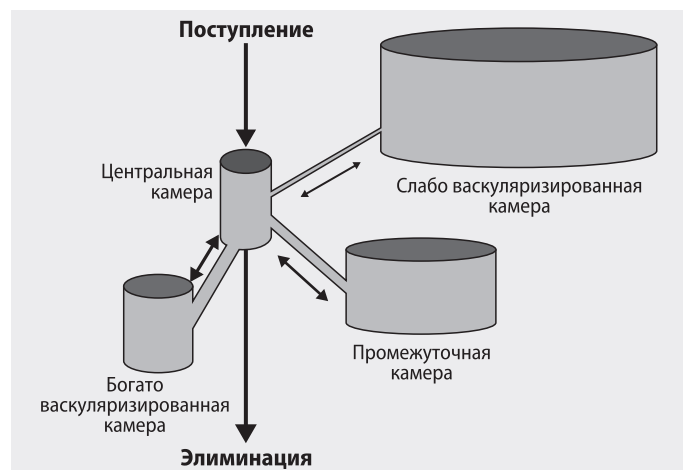 Поступление
Центральная
камера
Слабо васкуляризированная
камера
Промежуточная
камера
Богато
васкуляризированная
камера
Элиминация